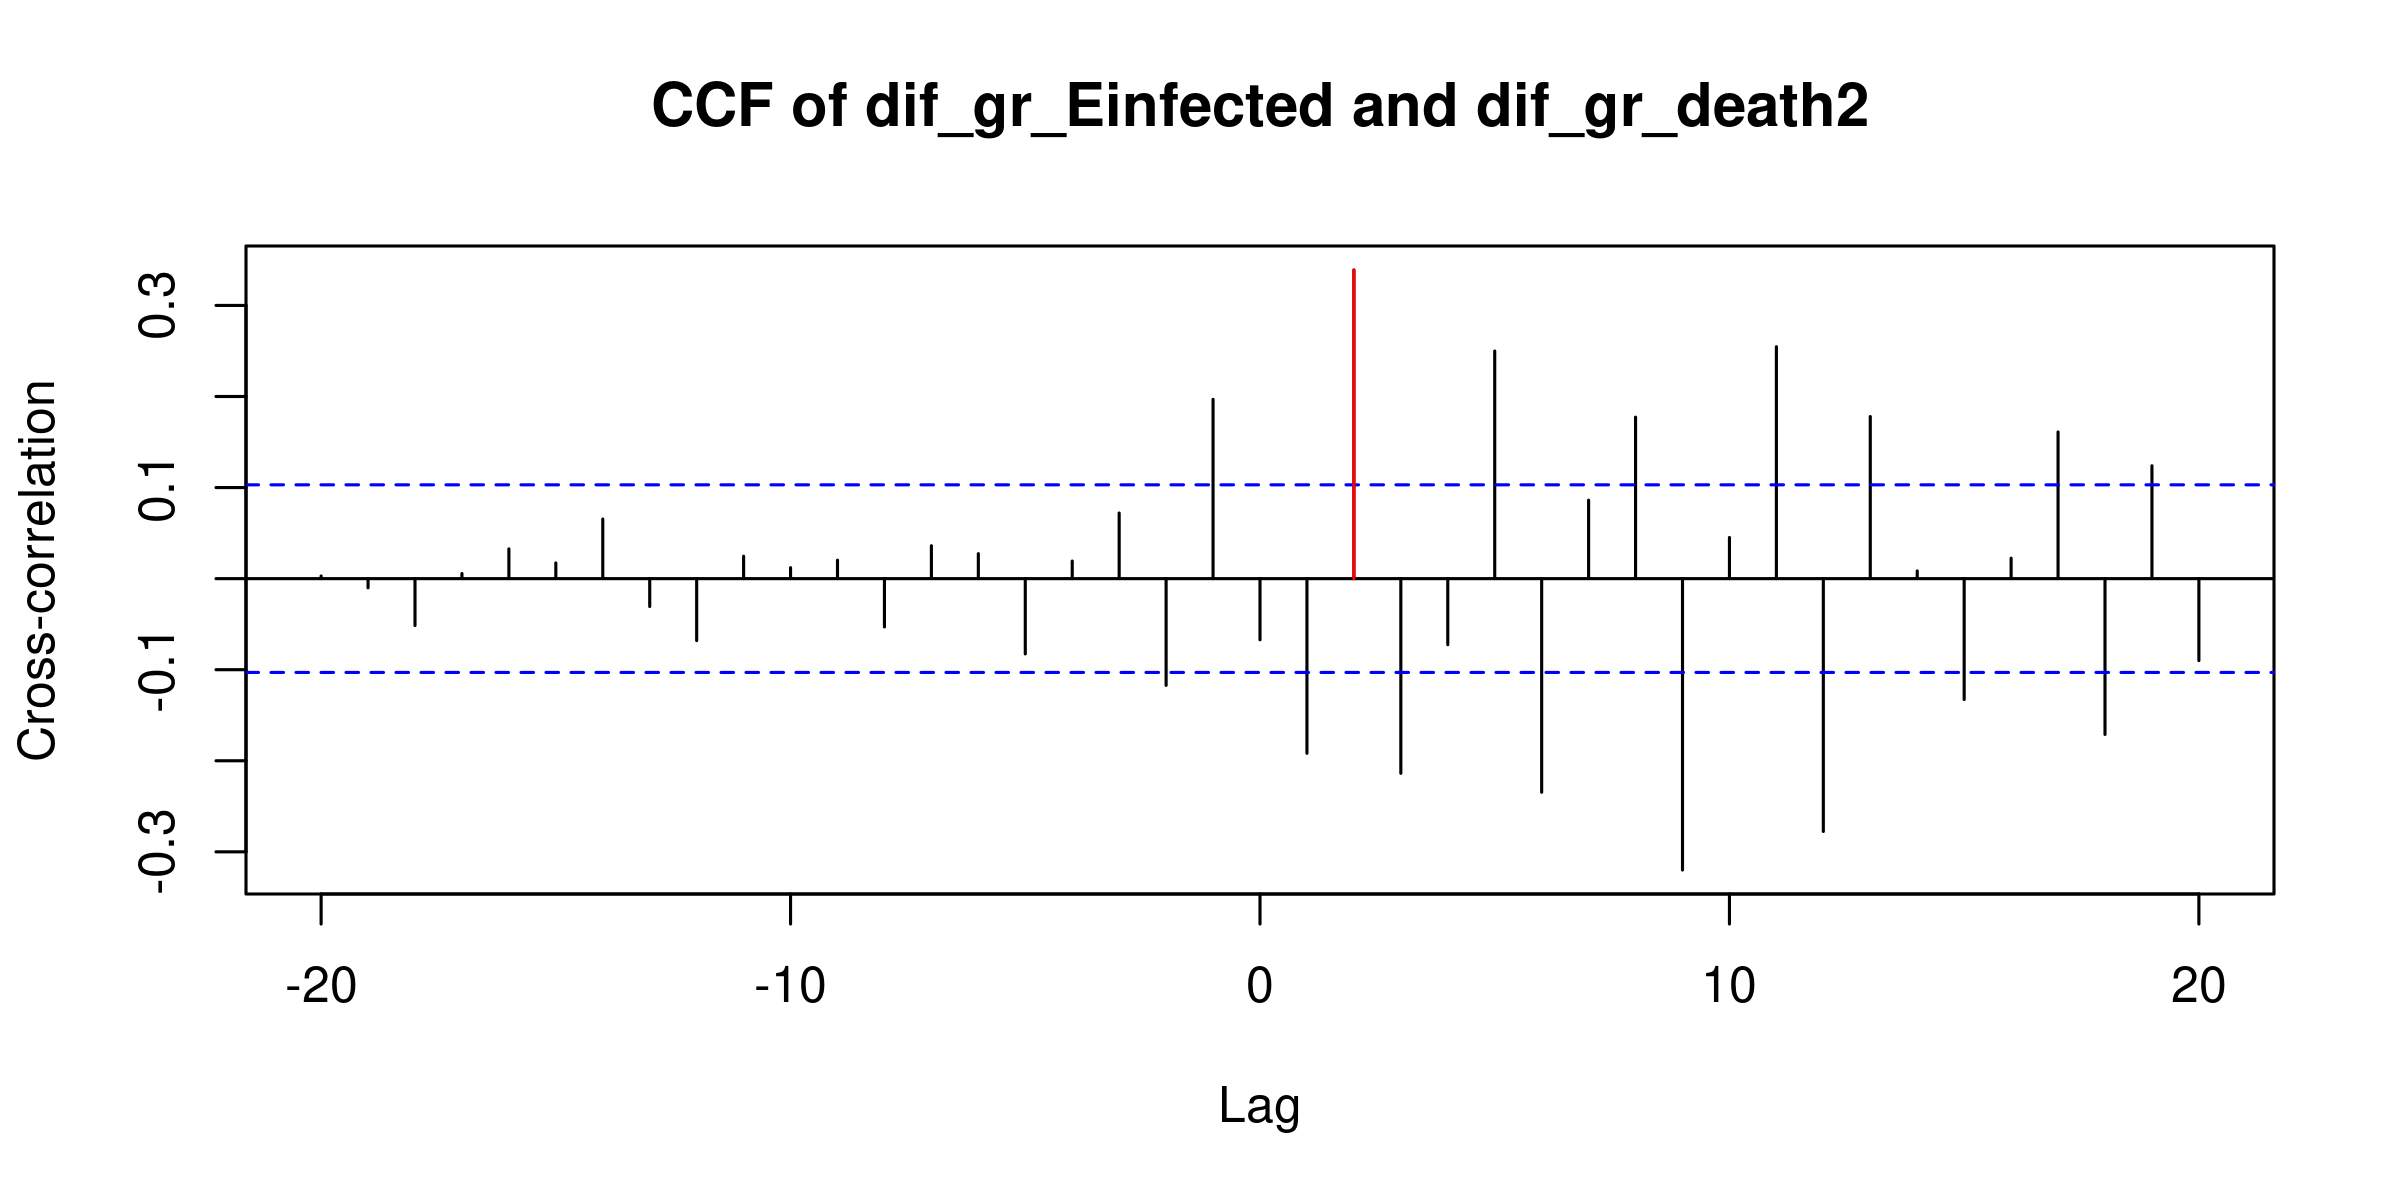 CCF of dif_gr_Einfected and dif_gr_death2
Cross-correlation
0.3
0.1
-0.1
-0.3
-20 -10 0 10 20
Lag